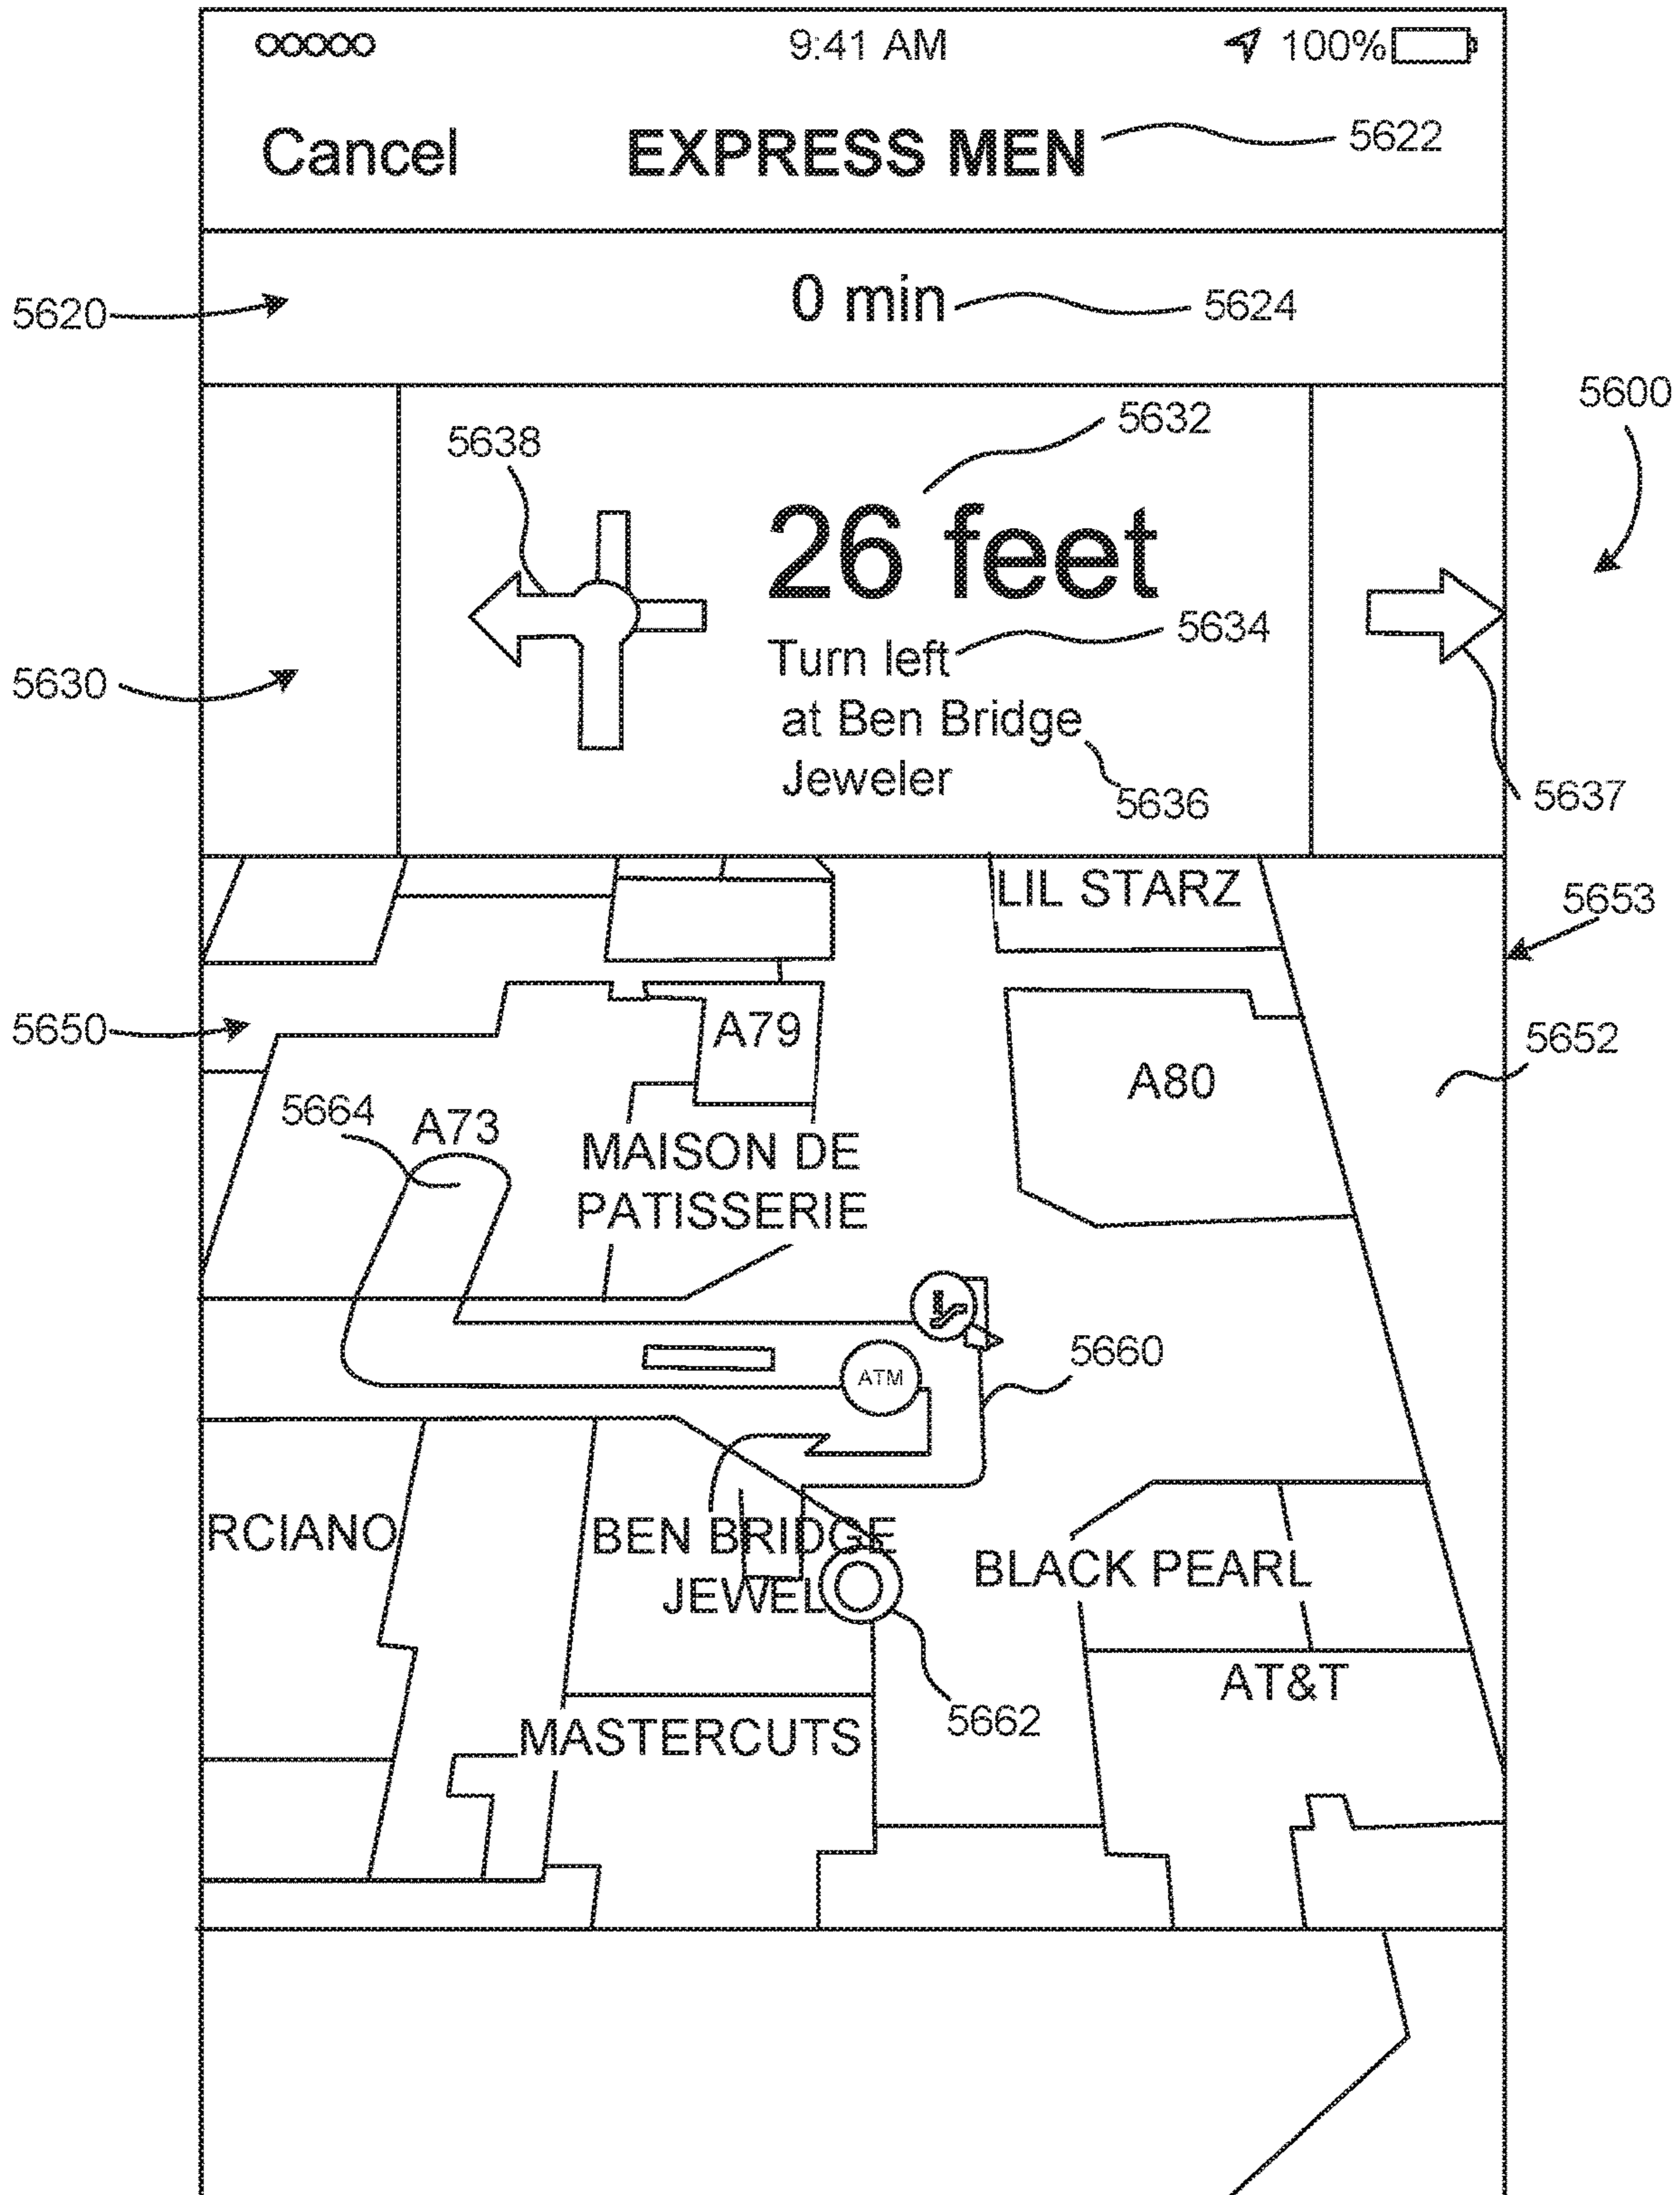 9:41 AM
100%
Cancel
EXPRESS MEN
5622
5620
0 min
5624
5600
5638
5632
26 feet
5634
Turn left
at Ben Bridge
Jeweler
5636
5630
5637
LIL STARZ
5653
5650
A79
5652
A80
5664
A73
MAISON DE
PATISSERIE
ATM
5660
RCIANO
BEN BRIDGE
JEWEL
BLACK PEARL
AT&T
5662
MASTERCUTS